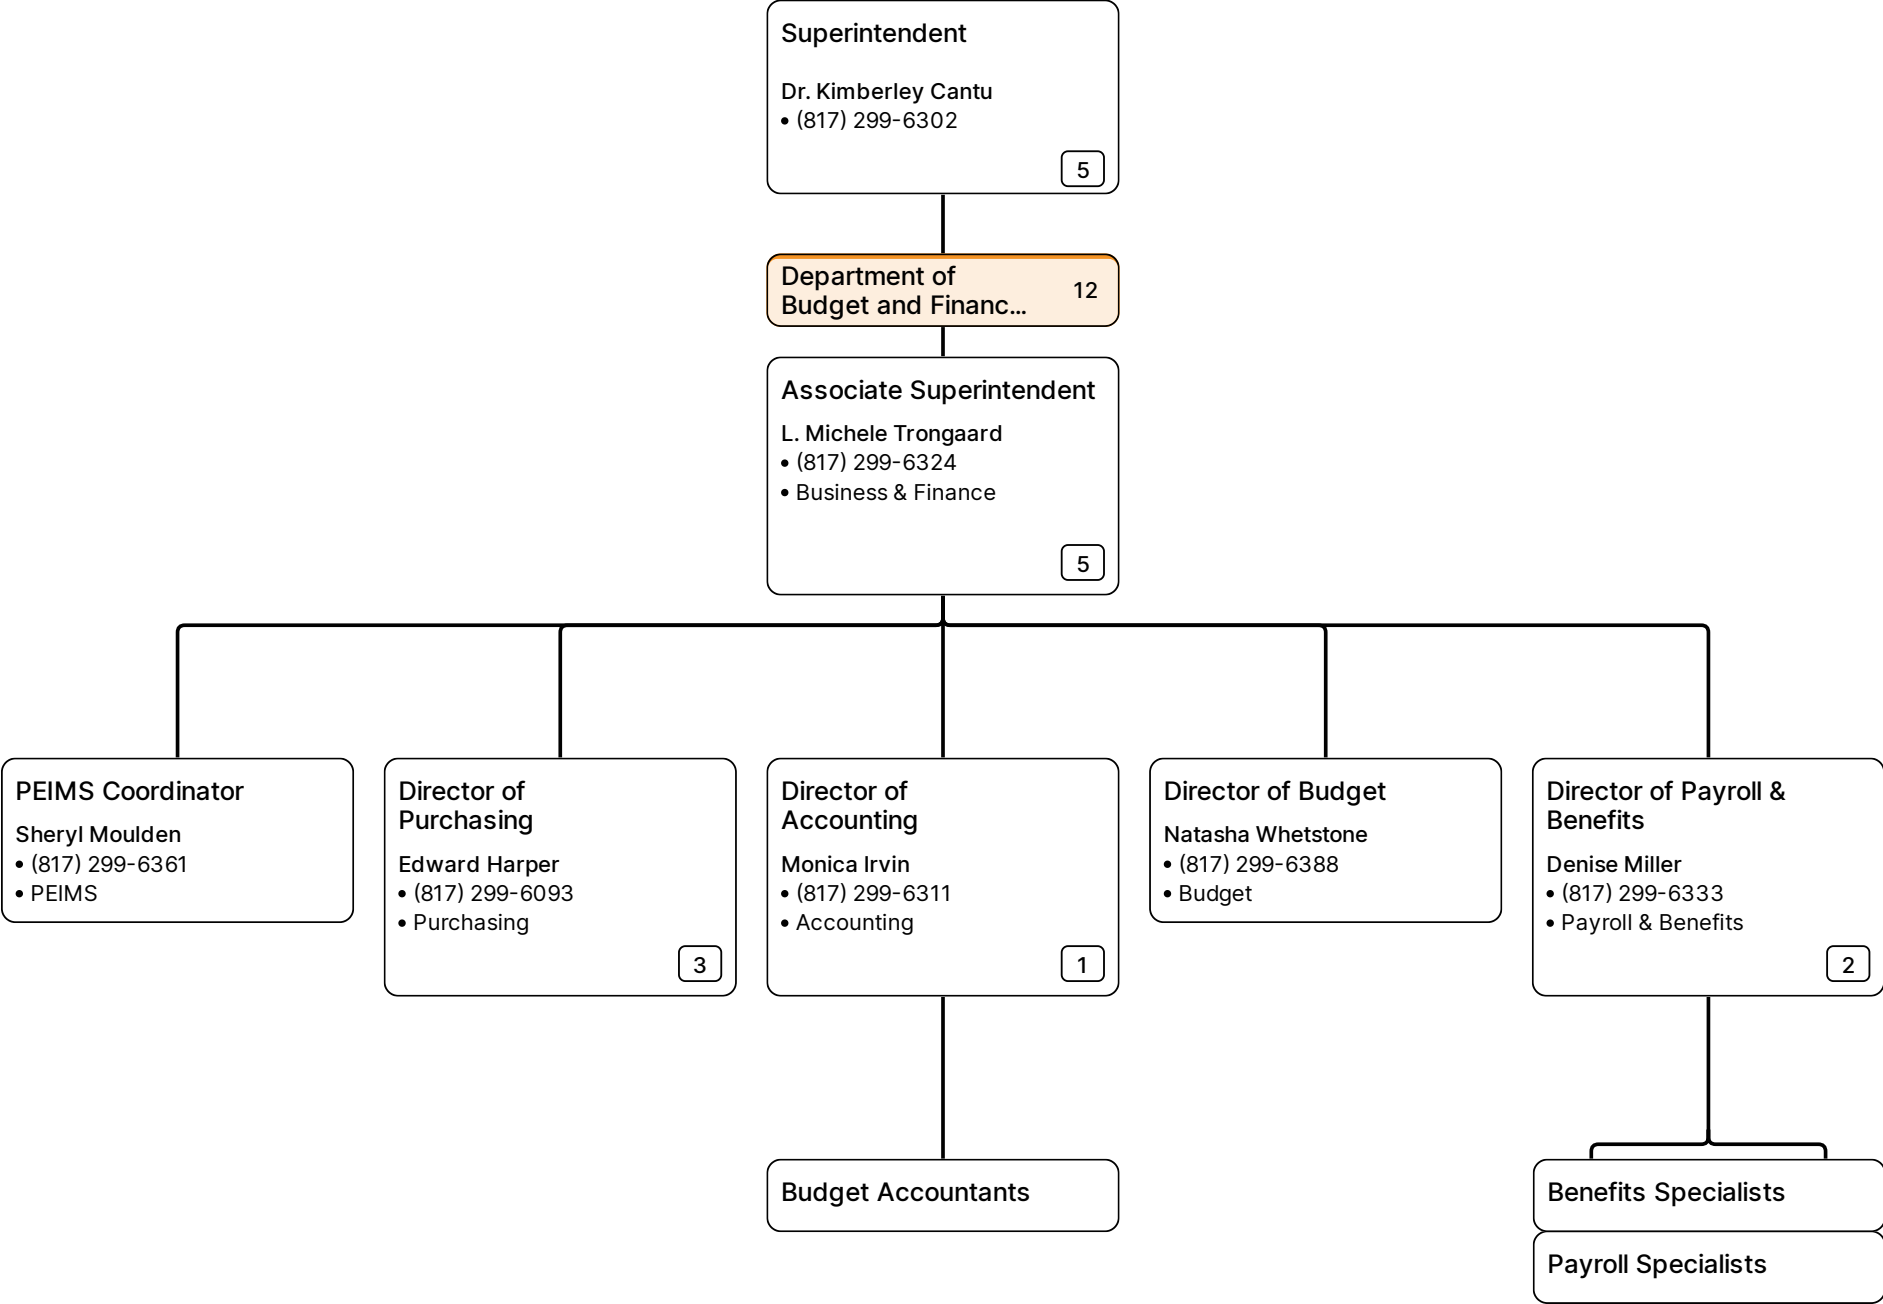 Superintendent
Dr. Kimberley Cantu
• (817) 299-6302
5
Department of
Budget and Financ...
12
Associate Superintendent
L. Michele Trongaard
• (817) 299-6324
• Business & Finance
5
PEIMS Coordinator
Sheryl Moulden
• (817) 299-6361
• PEIMS
Director of
Purchasing
Edward Harper
• (817) 299-6093
• Purchasing
3
Director of
Accounting
Monica Irvin
• (817) 299-6311
• Accounting
1
Director of Budget
Natasha Whetstone
• (817) 299-6388
• Budget
Director of Payroll &
Benefits
Denise Miller
• (817) 299-6333
• Payroll & Benefits
2
Budget Accountants
Benefits Specialists
Payroll Specialists